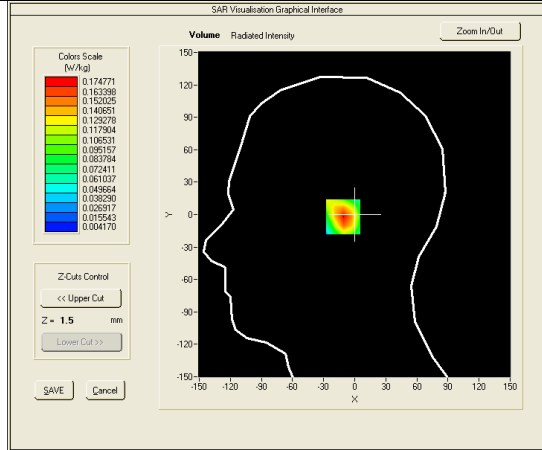 SAR Visualisation Graphical Interface
Colors Scale
(W/kg)
0.174771
0.163398
0.152025
0.140651
0.129278
0.117904
0.106531
0.095157
0.083784
0.072411
0.061037
0.049664
0.038290
0.026917
0.015543
0.004170
Z-Cuts Control
<< Upper Cut
Z = 1.5 mm
Lower Cut >>
SAVE Cancel
Volume Radiated Intensity
Zoom In/Out
150
120
90
60
30
0
-30
-60
-90
-120
-150
Y
-150 -120 -90 -60 -30 0 30 60 90 120 150
X